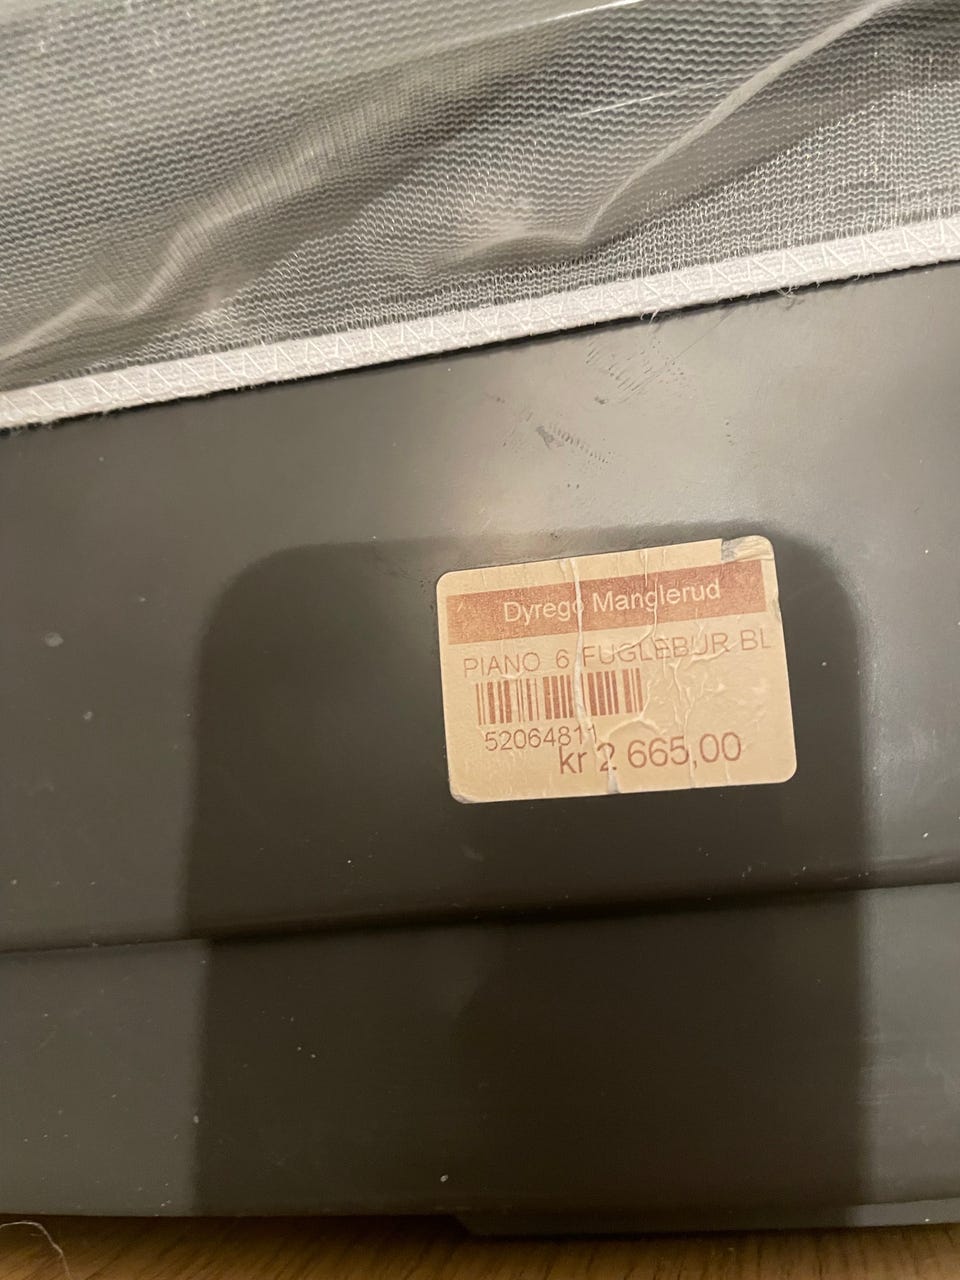 Dyrego Manglerud
PIANO 6 FUGLEBUR BL
52064811
kr 2 665,00